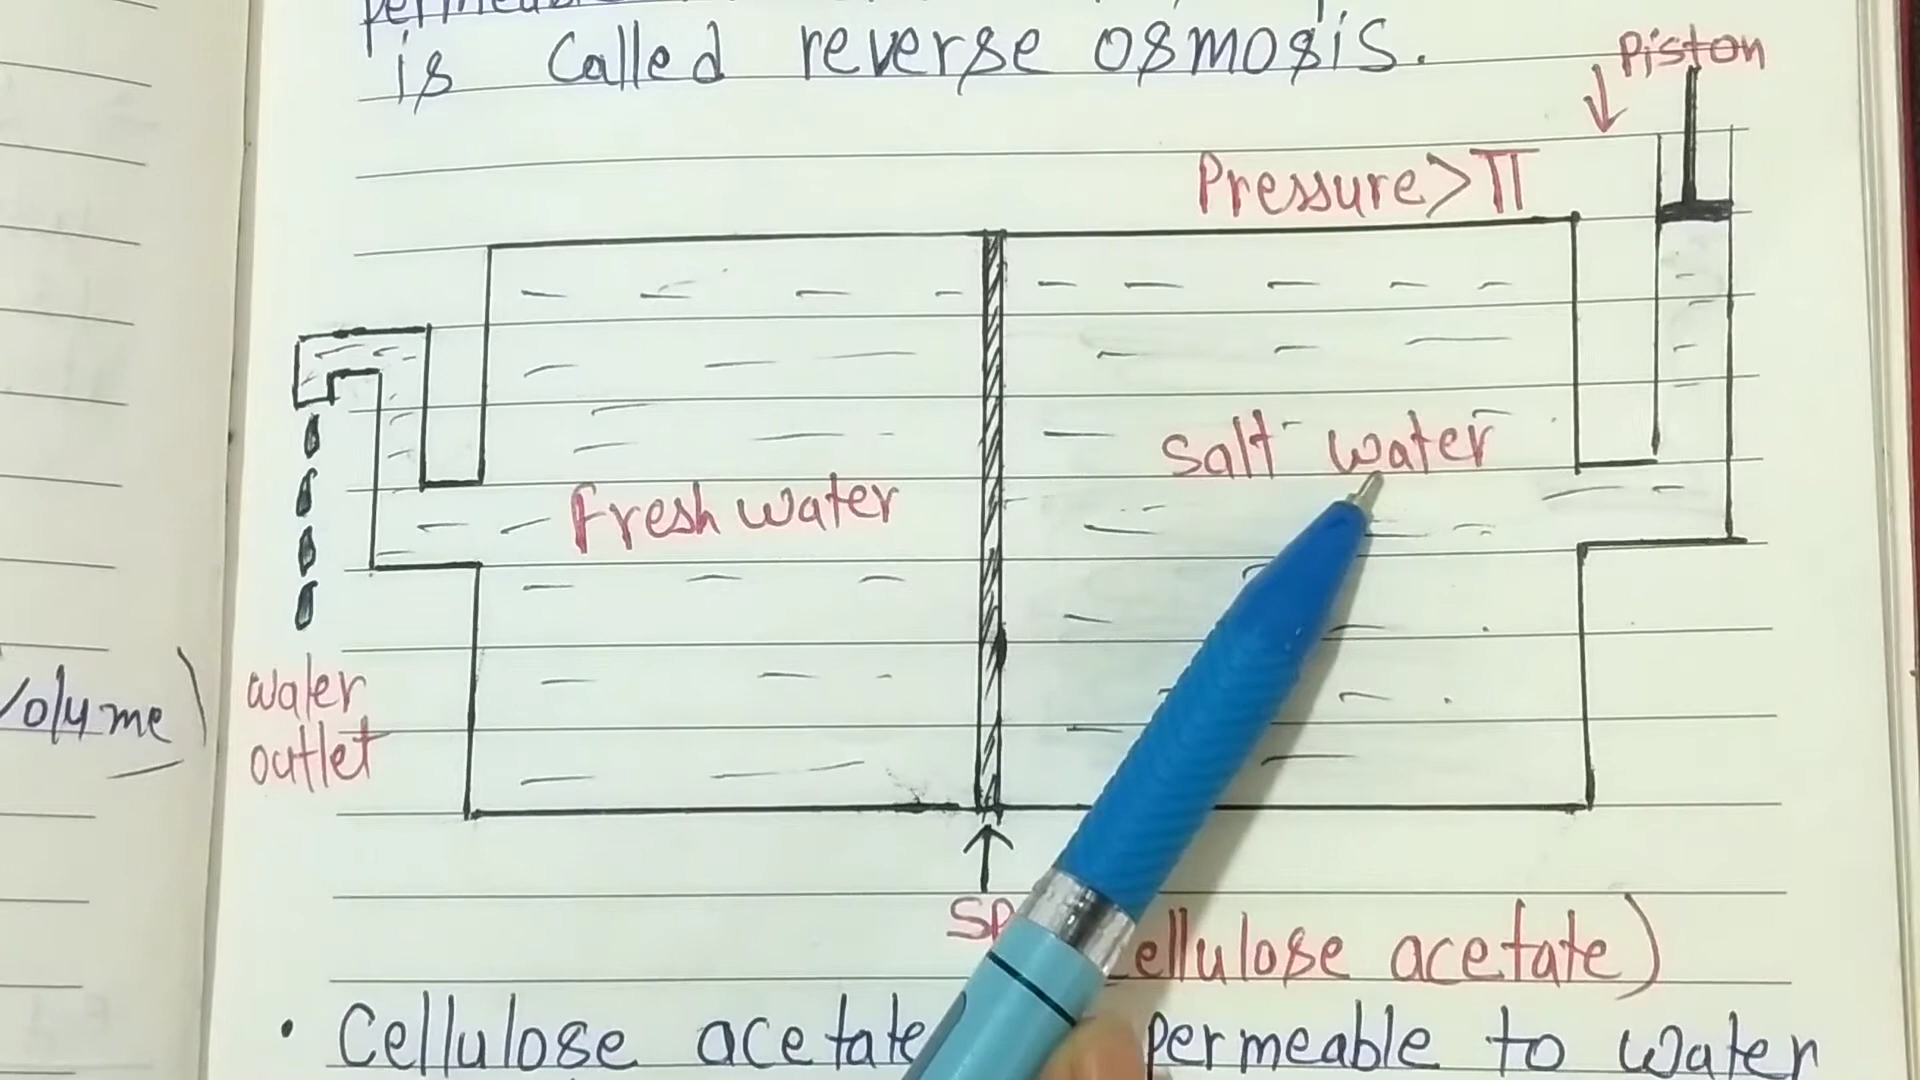 is called reverse osmosis.
Piston
Pressure > π
Salt water
Fresh water
Volume)
water
outlet
cellulose acetate)
• Cellulose acetate permeable to water